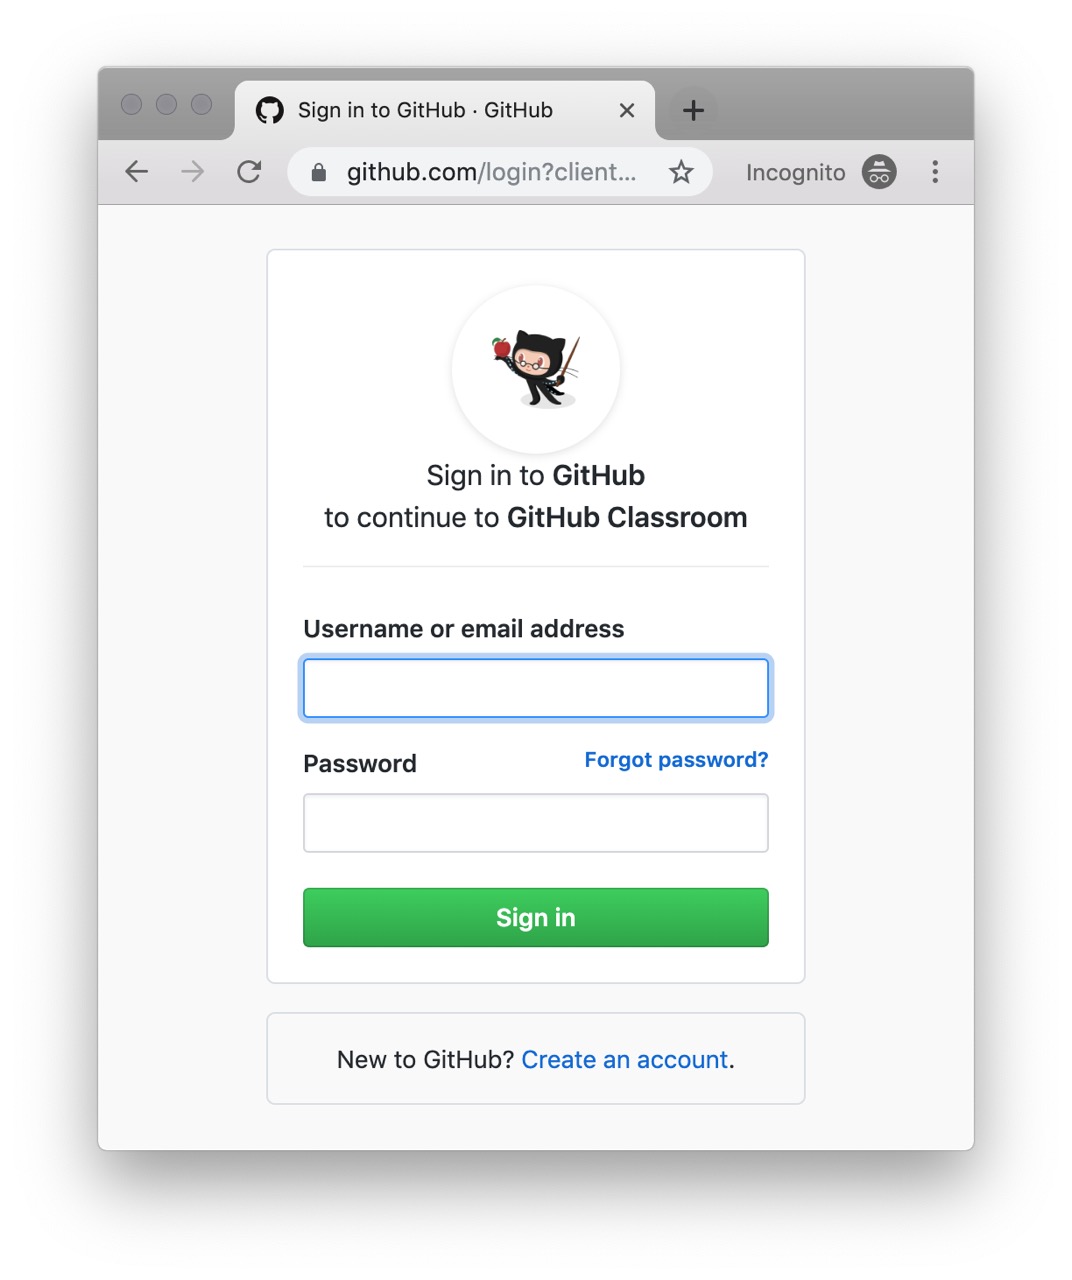 Sign in to GitHub · GitHub
github.com/login?client...
Incognito
Sign in to GitHub
to continue to GitHub Classroom
Username or email address
Password
Forgot password?
Sign in
New to GitHub? Create an account.